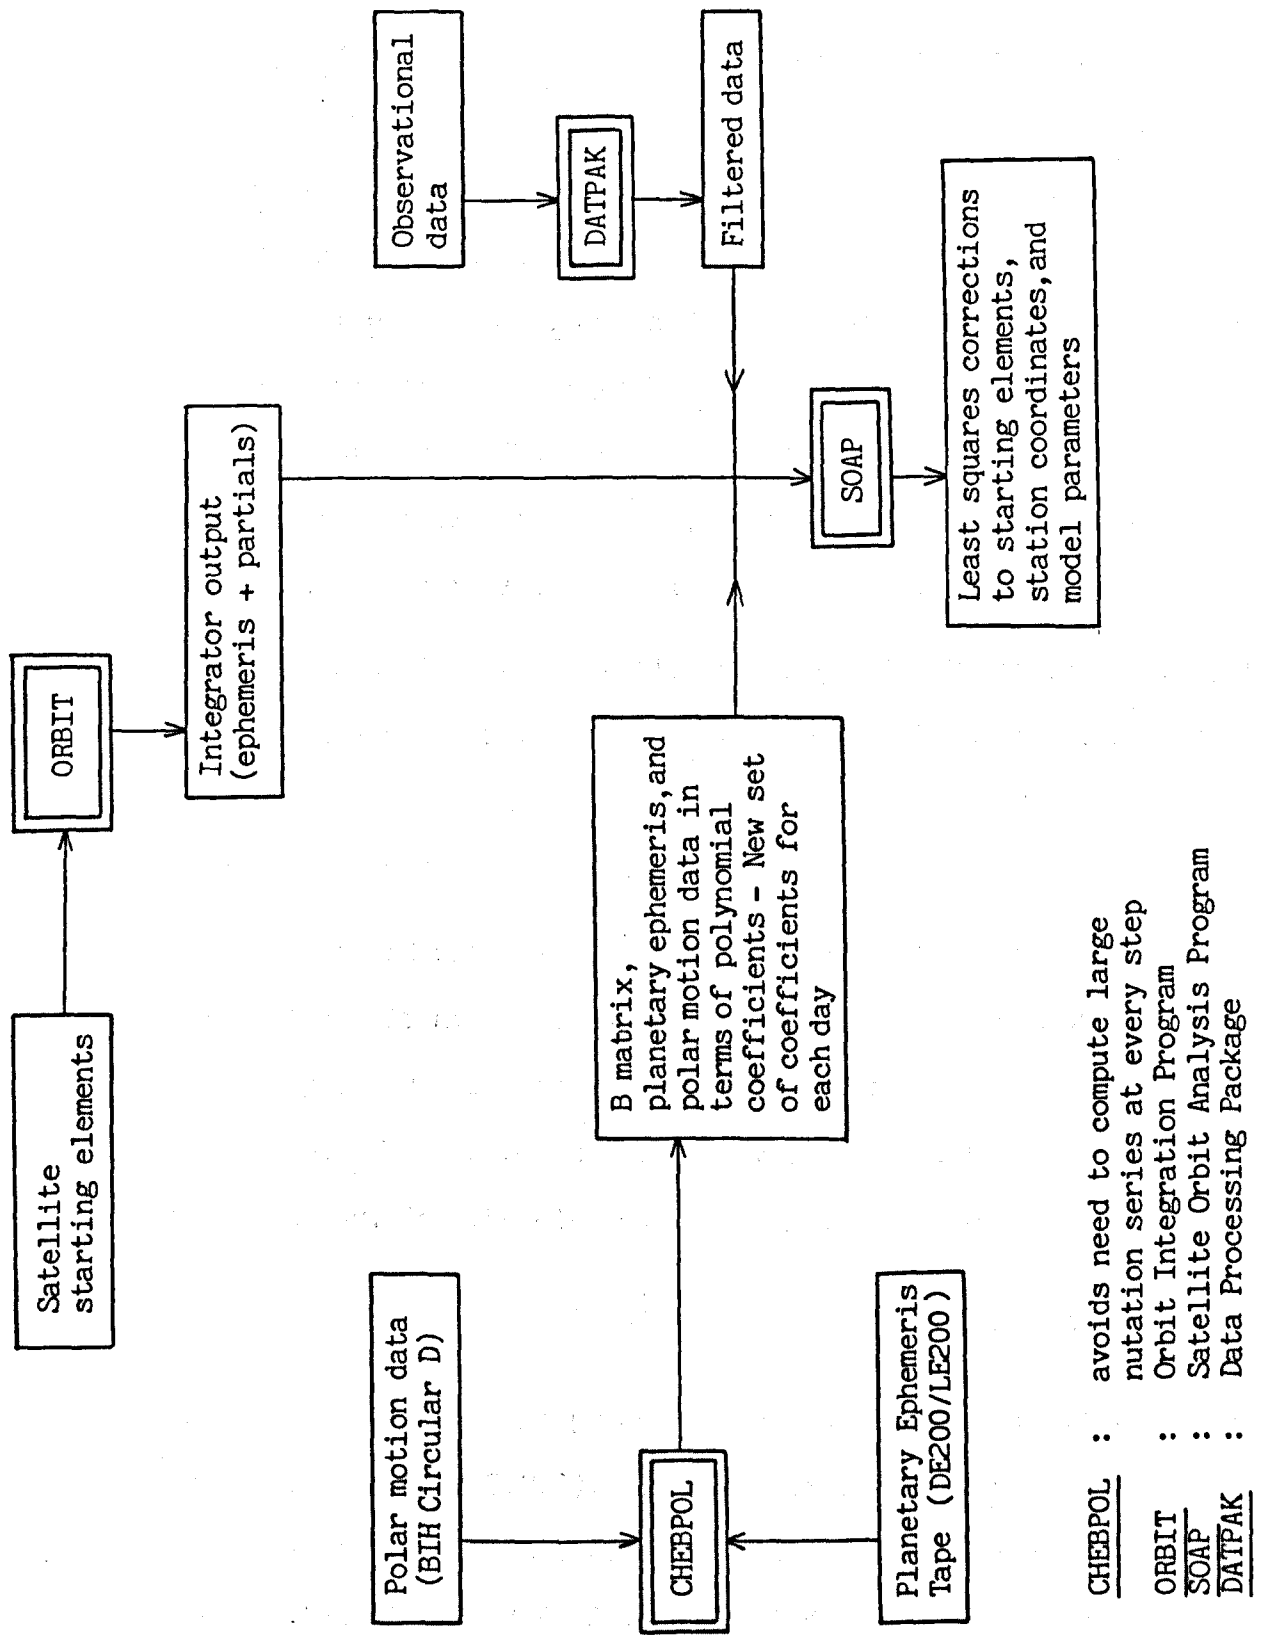 Satellite
starting elements
ORBIT
Integrator output
(ephemeris + partials)
Observational
data
DATPAK
Filtered data
Polar motion data
(BIH Circular D)
CHEBPOL
Planetary Ephemeris
Tape (DE200/LE200)
B matrix,
planetary ephemeris, and
polar motion data in
terms of polynomial
coefficients - New set
of coefficients for
each day
SOAP
Least squares corrections
to starting elements,
station coordinates, and
model parameters
CHEBPOL : avoids need to compute large
nutation series at every step
ORBIT : Orbit Integration Program
SOAP : Satellite Orbit Analysis Program
DATPAK : Data Processing Package